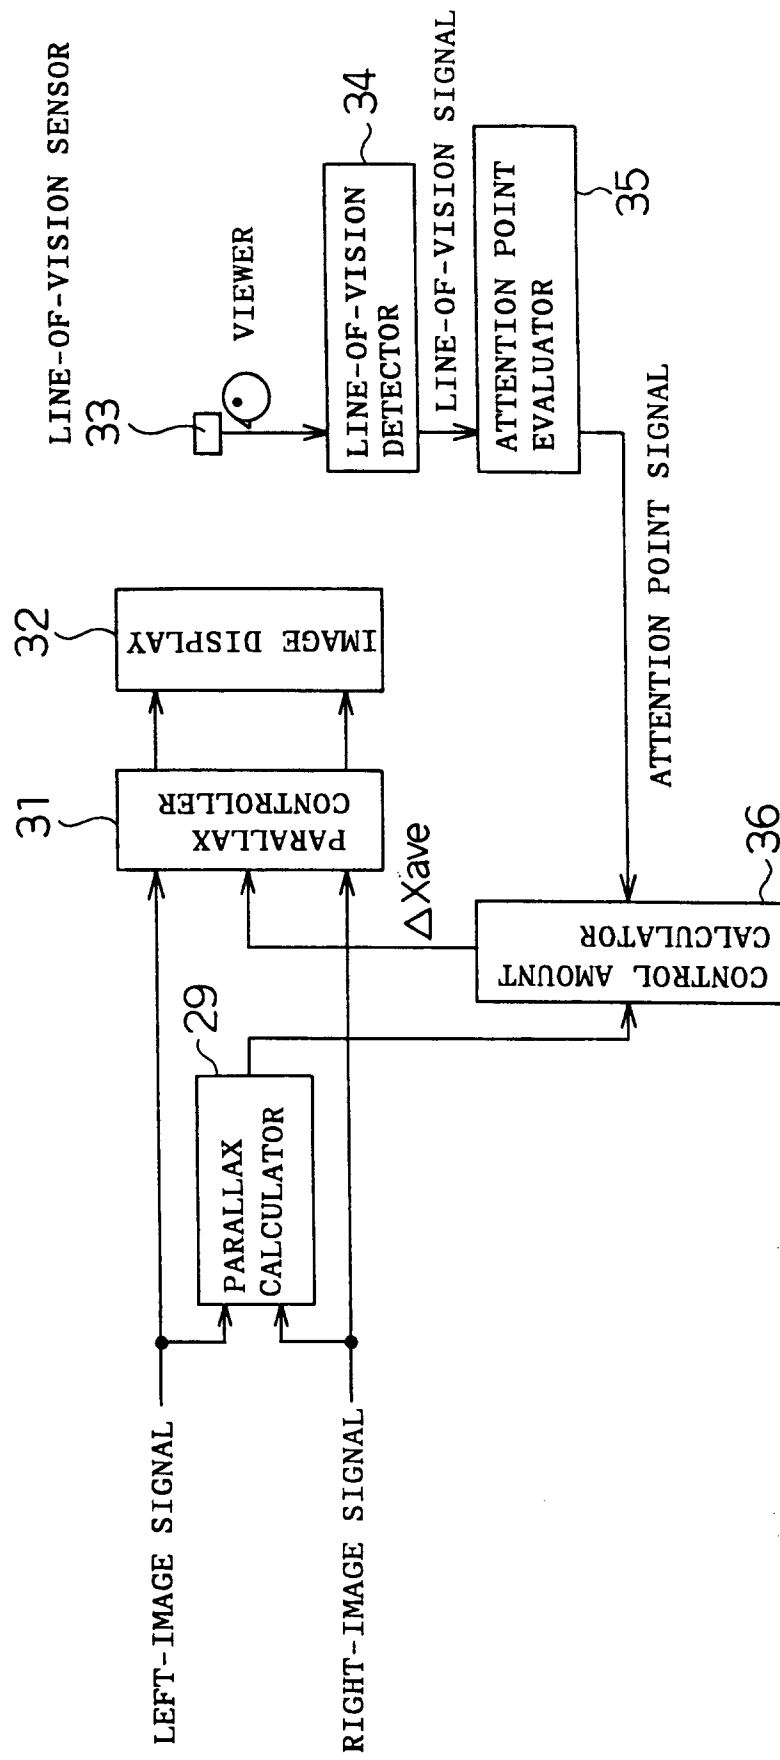 LEFT-IMAGE SIGNAL
RIGHT-IMAGE SIGNAL
PARALLAX
CALCULATOR
29
31
PARALLAX
CONTROLLER
32
IMAGE DISPLAY
ΔXave
CONTROL AMOUNT
CALCULATOR
36
LINE-OF-VISION SENSOR
33
VIEWER
LINE-OF-VISION
DETECTOR
34
LINE-OF-VISION SIGNAL
ATTENTION POINT
EVALUATOR
35
ATTENTION POINT SIGNAL